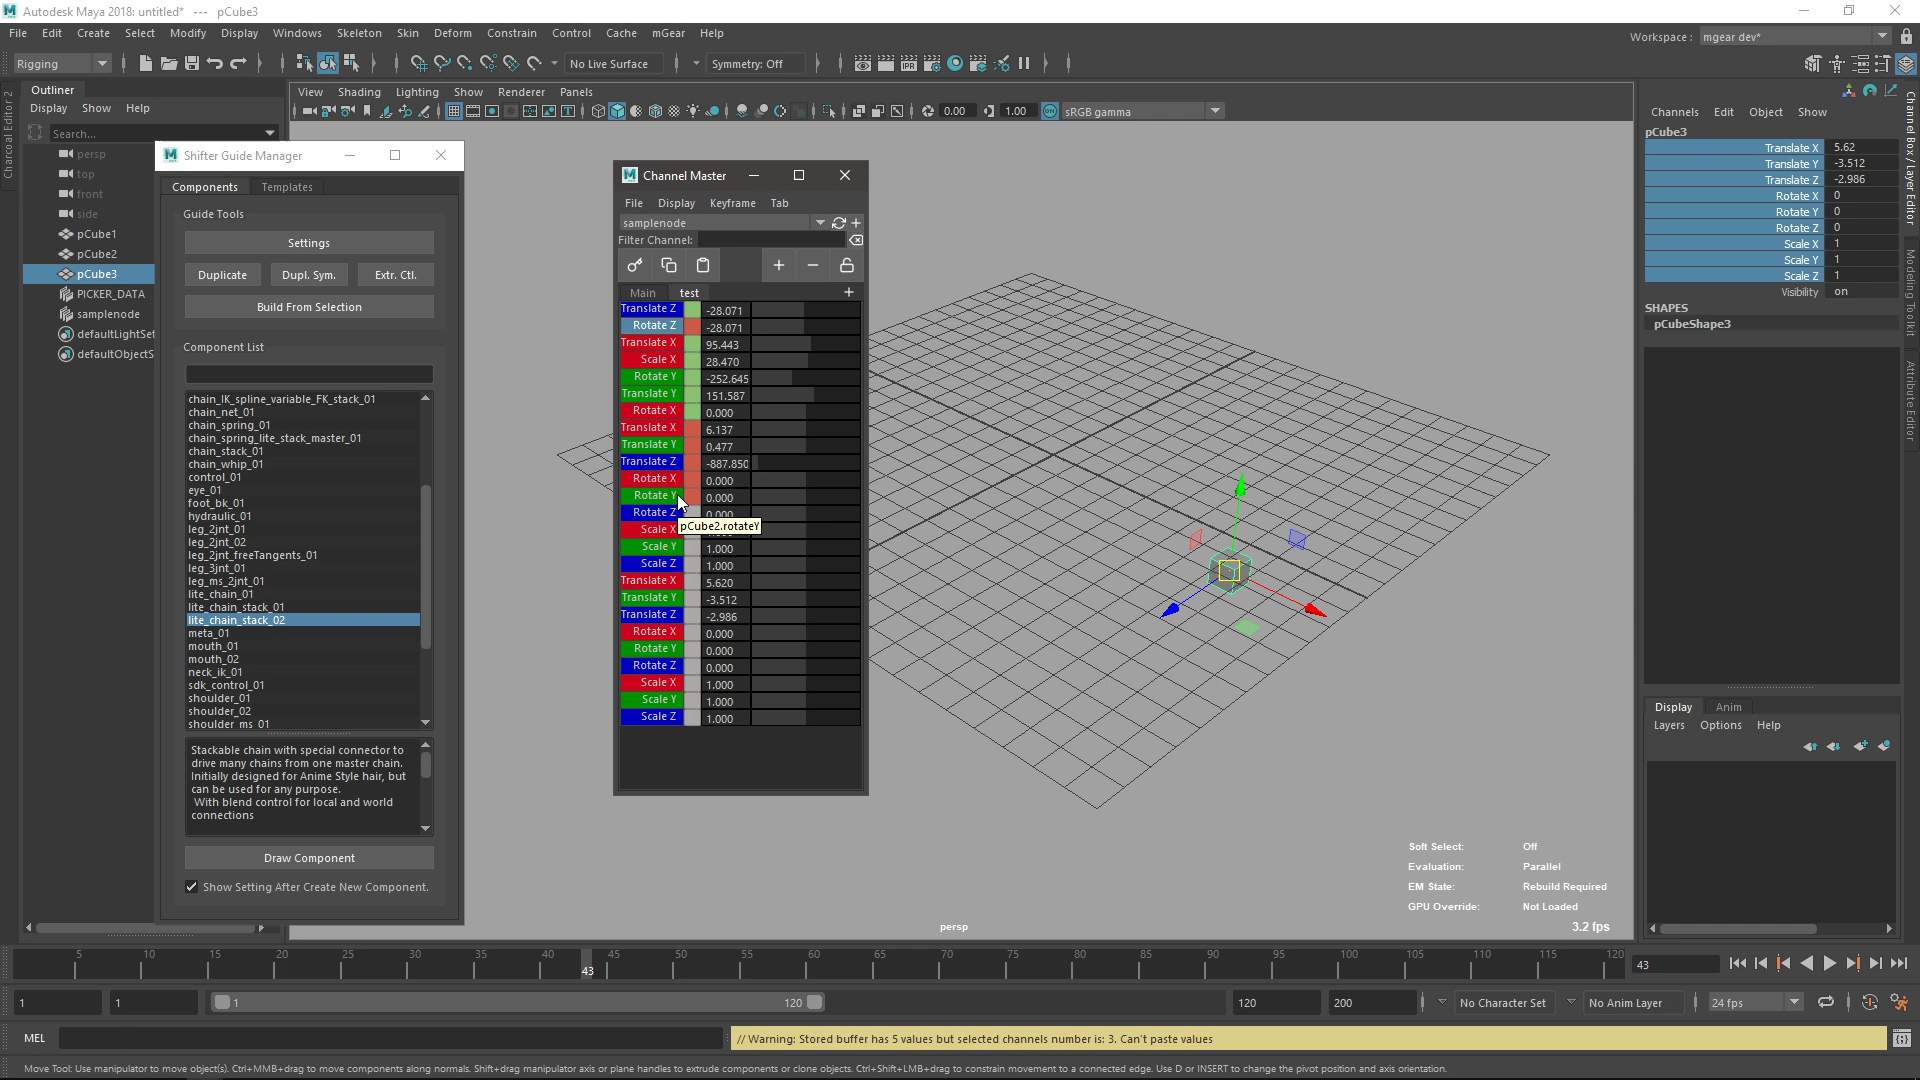 Autodesk Maya 2018: untitled* --- pCube3
File Edit Create Select Modify Display Windows Skeleton Skin Deform Constrain Control Cache mGear Help
Workspace : mgear dev*
Rigging
No Live Surface
Symmetry: Off
IPR
Charcoal Editor 2
Outliner
Display Show Help
Search...
persp
top
front
side
pCube1
pCube2
pCube3
PICKER_DATA
samplenode
defaultLightSet
defaultObjectS
Shifter Guide Manager
Components Templates
Guide Tools
Settings
Duplicate Dupl. Sym. Extr. Ctl.
Build From Selection
Component List
chain_IK_spline_variable_FK_stack_01
chain_net_01
chain_spring_01
chain_spring_lite_stack_master_01
chain_stack_01
chain_whip_01
control_01
eye_01
foot_bk_01
hydraulic_01
leg_2jnt_01
leg_2jnt_02
leg_2jnt_freeTangents_01
leg_3jnt_01
leg_ms_2jnt_01
lite_chain_01
lite_chain_stack_01
lite_chain_stack_02
meta_01
mouth_01
mouth_02
neck_ik_01
sdk_control_01
shoulder_01
shoulder_02
shoulder_ms_01
Stackable chain with special connector to
drive many chains from one master chain.
Initially designed for Anime Style hair, but
can be used for any purpose.
With blend control for local and world
connections
Draw Component
Show Setting After Create New Component.
View Shading Lighting Show Renderer Panels
0.00
1.00
ON
sRGB gamma
Channel Master
File Display Keyframe Tab
samplenode
Filter Channel:
Main test +
Translate Z -28.071
Rotate Z -28.071
Translate X 95.443
Scale X 28.470
Rotate Y -252.645
Translate Y 151.587
Rotate X 0.000
Translate X 6.137
Translate Y 0.477
Translate Z -887.850
Rotate X 0.000
Rotate Y 0.000
Rotate Z 0.000
pCube2.rotateY
Scale X
Scale Y 1.000
Scale Z 1.000
Translate X 5.620
Translate Y -3.512
Translate Z -2.986
Rotate X 0.000
Rotate Y 0.000
Rotate Z 0.000
Scale X 1.000
Scale Y 1.000
Scale Z 1.000
Soft Select: Off
Evaluation: Parallel
EM State: Rebuild Required
GPU Override: Not Loaded
3.2 fps
persp
Channels Edit Object Show
pCube3
Translate X 5.62
Translate Y -3.512
Translate Z -2.986
Rotate X 0
Rotate Y 0
Rotate Z 0
Scale X 1
Scale Y 1
Scale Z 1
Visibility on
SHAPES
pCubeShape3
Channel Box / Layer Editor
Modeling Toolkit
Attribute Editor
Display Anim
Layers Options Help
5 10 15 20 25 30 35 40 45 50 55 60 65 70 75 80 85 90 95 100 105 110 115 120
43
43
1 1 1 120 120 200 No Character Set No Anim Layer 24 fps
MEL
// Warning: Stored buffer has 5 values but selected channels number is: 3. Can't paste values
Move Tool: Use manipulator to move object(s). Ctrl+MMB+drag to move components along normals. Shift+drag manipulator axis or plane handles to extrude components or clone objects. Ctrl+Shift+LMB+drag to constrain movement to a connected edge. Use D or INSERT to change the pivot position and axis orientation.